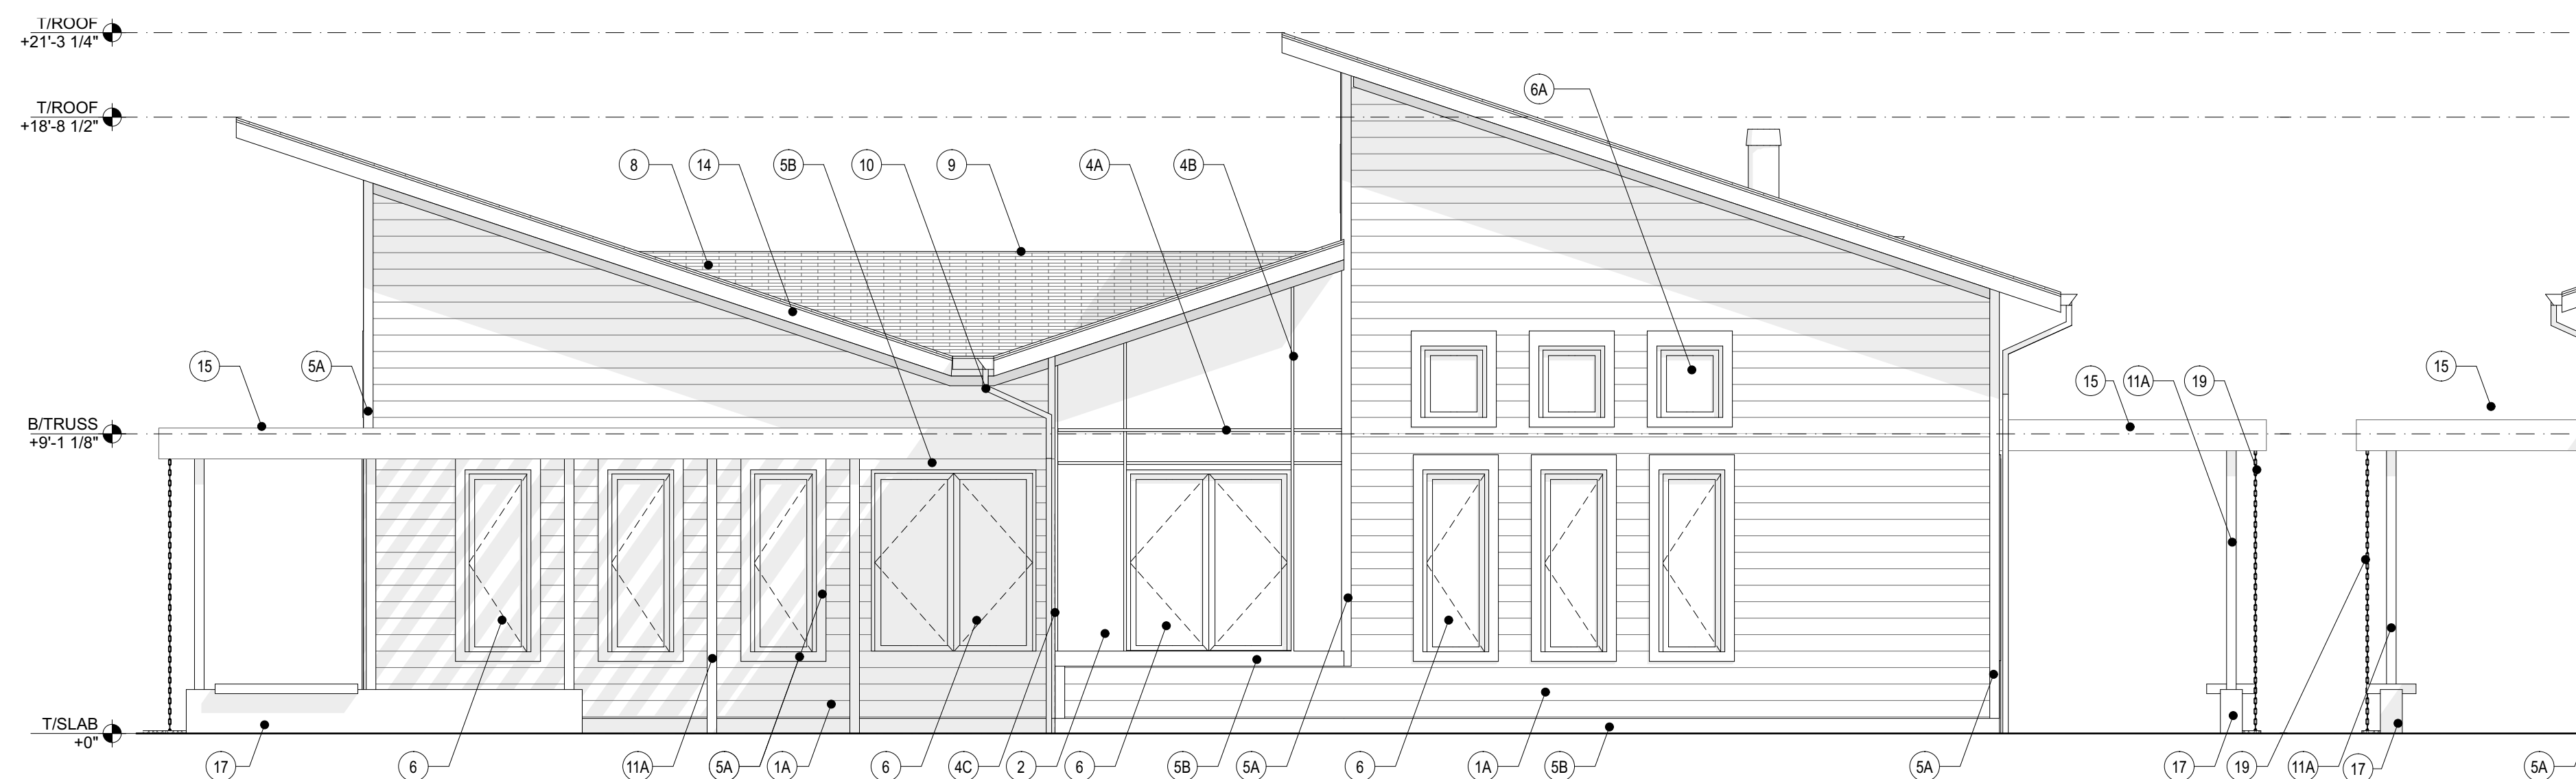 T/ROOF
+21'-3 1/4"
T/ROOF
+18'-8 1/2"
6A
8
14
5B
10
9
4A
4B
15
5A
15
11A
19
15
B/TRUSS
+9'-1 1/8"
T/SLAB
+0"
17
6
11A
5A
1A
6
4C
2
6
5B
5A
6
1A
5B
5A
17
19
11A
17
5A